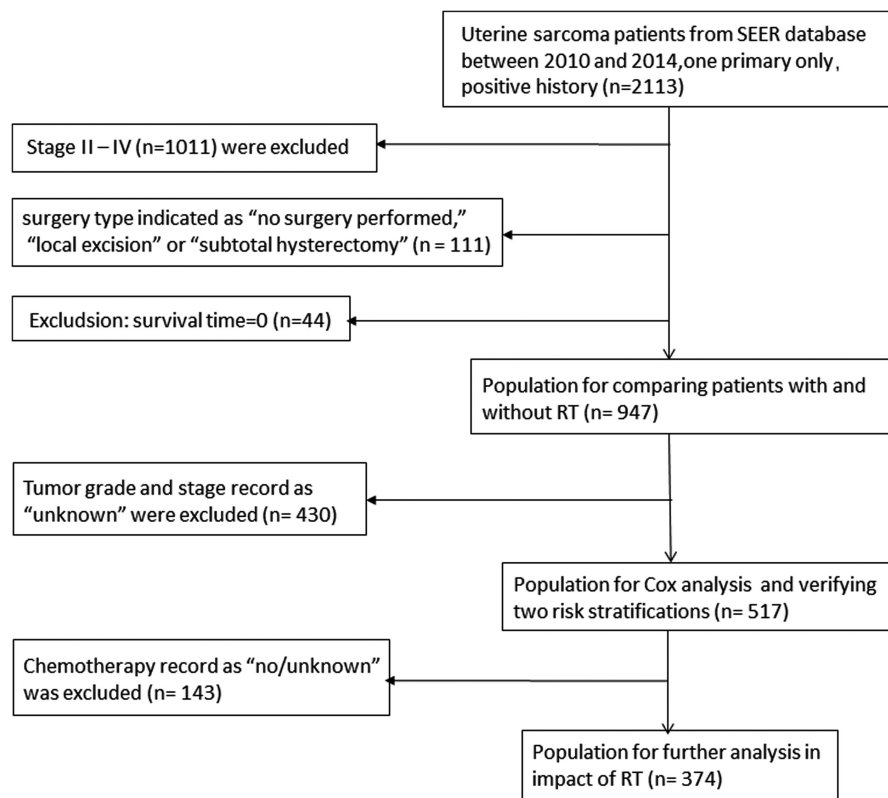 Uterine sarcoma patients from SEER database
between 2010 and 2014,one primary only,
positive history (n=2113)
Stage II – IV (n=1011) were excluded
surgery type indicated as “no surgery performed,”
“local excision” or “subtotal hysterectomy” (n = 111)
Excludsion: survival time=0 (n=44)
Population for comparing patients with and
without RT (n= 947)
Tumor grade and stage record as
“unknown” were excluded (n= 430)
Population for Cox analysis and verifying
two risk stratifications (n= 517)
Chemotherapy record as “no/unknown”
was excluded (n= 143)
Population for further analysis in
impact of RT (n= 374)